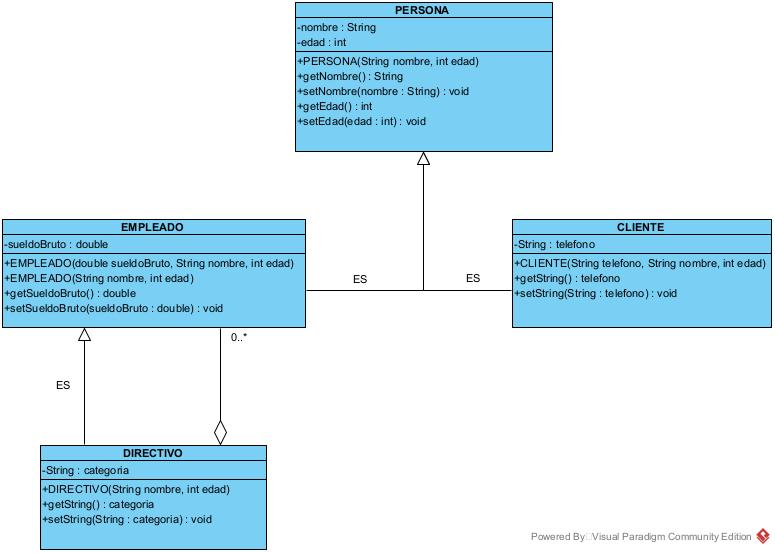 PERSONA
-nombre : String
-edad : int
+PERSONA(String nombre, int edad)
+getNombre() : String
+setNombre(nombre : String) : void
+getEdad() : int
+setEdad(edad : int) : void
EMPLEADO
-sueldoBruto : double
+EMPLEADO(double sueldoBruto, String nombre, int edad)
+EMPLEADO(String nombre, int edad)
+getSueldoBruto() : double
+setSueldoBruto(sueldoBruto : double) : void
CLIENTE
-String : telefono
+CLIENTE(String telefono, String nombre, int edad)
+getString() : telefono
+setString(String : telefono) : void
ES
ES
0..*
ES
DIRECTIVO
-String : categoria
+DIRECTIVO(String nombre, int edad)
+getString() : categoria
+setString(String : categoria) : void
Powered By Visual Paradigm Community Edition